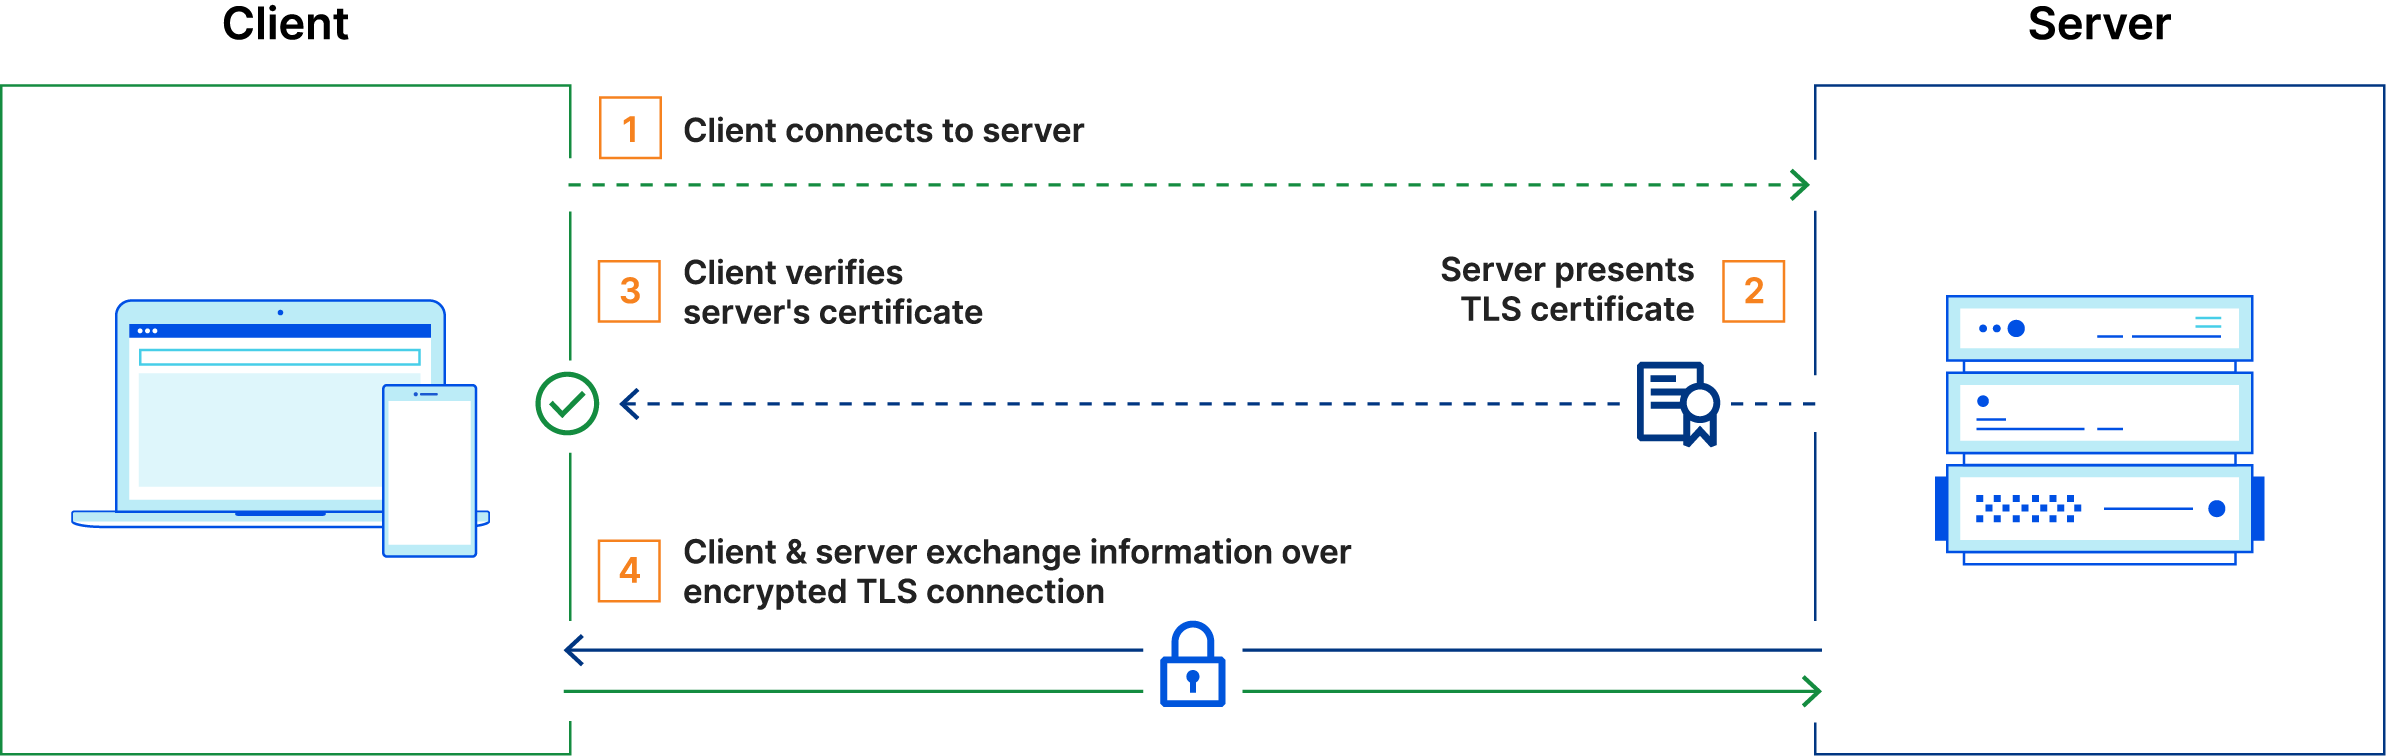 Client
Server
1
Client connects to server
Server presents
TLS certificate
2
3
Client verifies
server's certificate
4
Client & server exchange information over
encrypted TLS connection